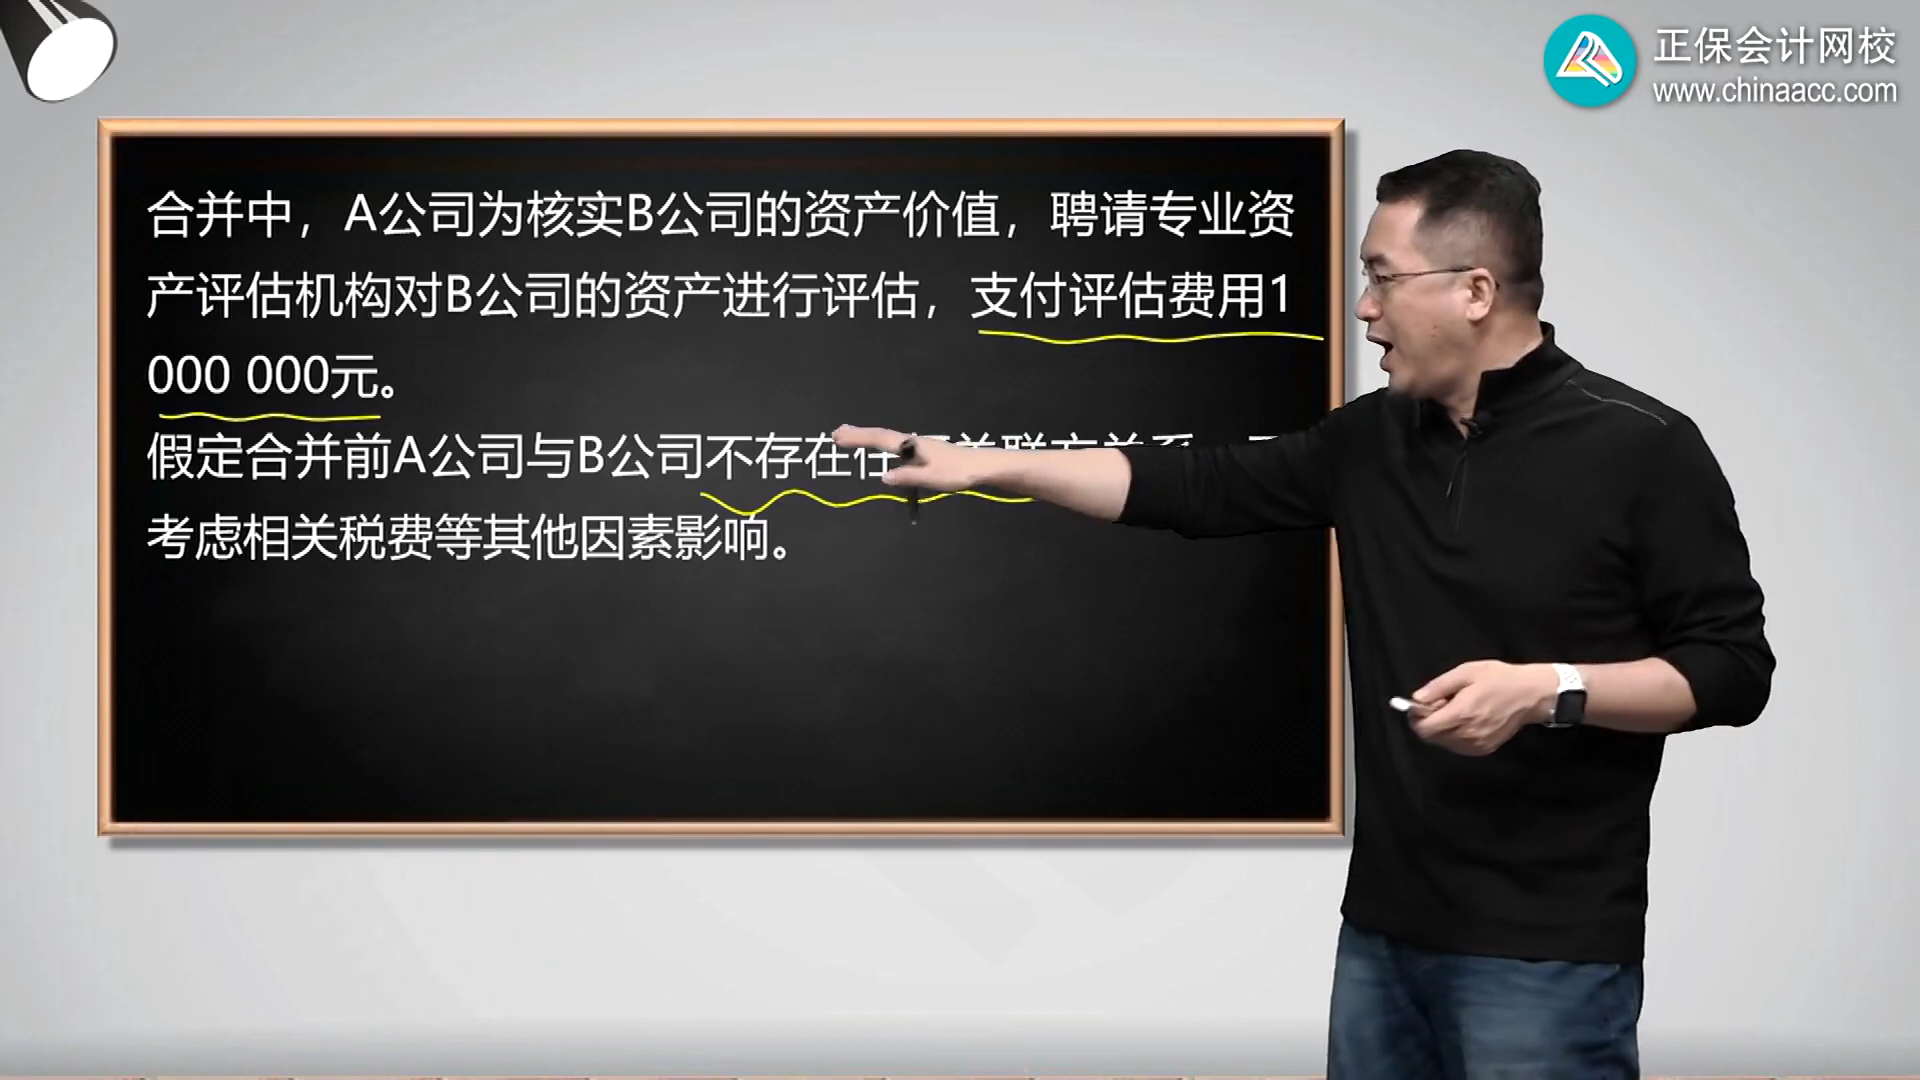 正保会计网校
www.chinaacc.com
合并中，A公司为核实B公司的资产价值，聘请专业资
产评估机构对B公司的资产进行评估，支付评估费用1
000 000元。
假定合并前A公司与B公司不存在任
考虑相关税费等其他因素影响。